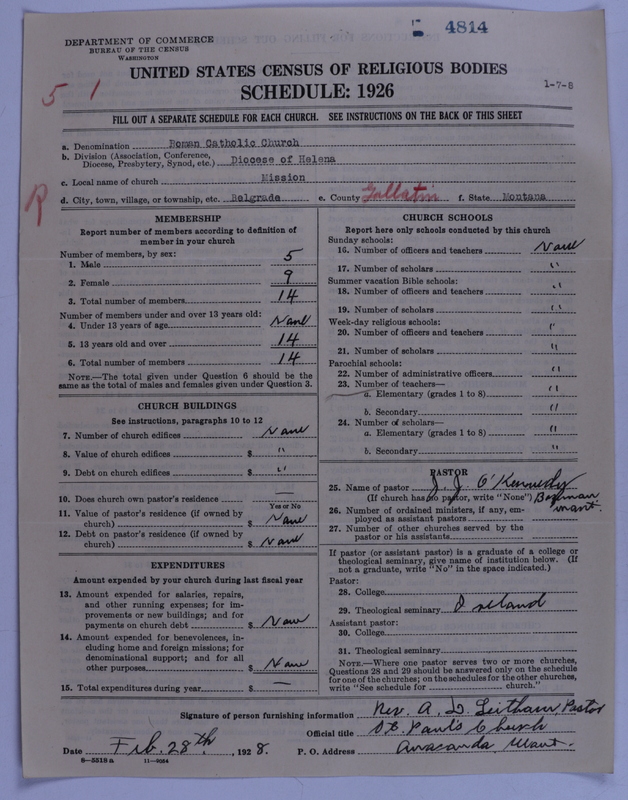 4814
DEPARTMENT OF COMMERCE
BUREAU OF THE CENSUS
WASHINGTON
UNITED STATES CENSUS OF RELIGIOUS BODIES
SCHEDULE: 1926
1-7-8
5 1
FILL OUT A SEPARATE SCHEDULE FOR EACH CHURCH. SEE INSTRUCTIONS ON THE BACK OF THIS SHEET
a. Denomination Roman Catholic Church
b. Division (Association, Conference, Diocese, Presbytery, Synod, etc.) Diocese of Helena
c. Local name of church Mission
R
d. City, town, village, or township, etc. Belgrade e. County Gallatin f. State Montana
MEMBERSHIP
Report number of members according to definition of
member in your church
Number of members, by sex:
1. Male 5
2. Female 9
3. Total number of members 14
Number of members under and over 13 years old:
4. Under 13 years of age None
5. 13 years old and over 14
6. Total number of members 14
NOTE.—The total given under Question 6 should be the
same as the total of males and females given under Question 3.
CHURCH BUILDINGS
See instructions, paragraphs 10 to 12
7. Number of church edifices None
8. Value of church edifices $ "
9. Debt on church edifices $ "
10. Does church own pastor's residence —
Yes or No
11. Value of pastor's residence (if owned by
church) $ None
12. Debt on pastor's residence (if owned by
church) $ None
EXPENDITURES
Amount expended by your church during last fiscal year
13. Amount expended for salaries, repairs,
and other running expenses; for im-
provements or new buildings; and for
payments on church debt $ None
14. Amount expended for benevolences, in-
cluding home and foreign missions; for
denominational support; and for all
other purposes $ None
15. Total expenditures during year $ —
CHURCH SCHOOLS
Report here only schools conducted by this church
Sunday schools:
16. Number of officers and teachers None
17. Number of scholars "
Summer vacation Bible schools:
18. Number of officers and teachers "
19. Number of scholars "
Week-day religious schools:
20. Number of officers and teachers "
21. Number of scholars "
Parochial schools:
22. Number of administrative officers "
23. Number of teachers—
a. Elementary (grades 1 to 8) "
b. Secondary "
24. Number of scholars—
a. Elementary (grades 1 to 8) "
b. Secondary "
PASTOR
25. Name of pastor J. J. O'Kennedy
(If church has no pastor, write "None") Bozeman
Mont.
26. Number of ordained ministers, if any, em-
ployed as assistant pastors
27. Number of other churches served by the
pastor or his assistants
If pastor (or assistant pastor) is a graduate of a college or
theological seminary, give name of institution below. (If
not a graduate, write "No" in the space indicated.)
Pastor:
28. College
29. Theological seminary Ireland
Assistant pastor:
30. College
31. Theological seminary
NOTE.—Where one pastor serves two or more churches,
Questions 28 and 29 should be answered only on the schedule
for one of the churches; on the schedules for the other churches,
write "See schedule for church."
Signature of person furnishing information Rev. A. D. Leitham, Pastor
Official title St. Paul's Church
Date Feb. 28th, 1928. P. O. Address Anaconda, Mont.
8—5518 a 11—9054